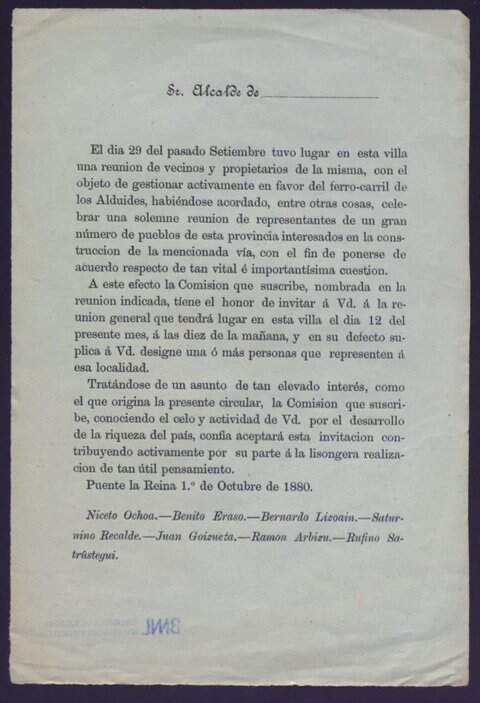 Sr. Alcalde de
El dia 29 del pasado Setiembre tuvo lugar en esta villa
una reunion de vecinos y propietarios de la misma, con el
objeto de gestionar activamente en favor del ferro-carril de
los Alduides, habiéndose acordado, entre otras cosas, cele-
brar una solemne reunion de representantes de un gran
número de pueblos de esta provincia interesados en la cons-
truccion de la mencionada vía, con el fin de ponerse de
acuerdo respecto de tan vital é importantísima cuestion.
A este efecto la Comision que suscribe, nombrada en la
reunion indicada, tiene el honor de invitar á Vd. á la re-
union general que tendrá lugar en esta villa el dia 12 del
presente mes, á las diez de la mañana, y en su defecto su-
plica á Vd. designe una ó más personas que representen á
esa localidad.
Tratándose de un asunto de tan elevado interés, como
el que origina la presente circular, la Comision que suscri-
be, conociendo el celo y actividad de Vd. por el desarrollo
de la riqueza del país, confia aceptará esta invitacion con-
tribuyendo activamente por su parte á la lisongera realiza-
cion de tan útil pensamiento.
Puente la Reina 1.º de Octubre de 1880.
Niceto Ochoa.—Benito Eraso.—Bernardo Lizoain.—Satur-
nino Recalde.—Juan Goizueta.—Ramon Arbizu.—Rufino Sa-
trústegui.